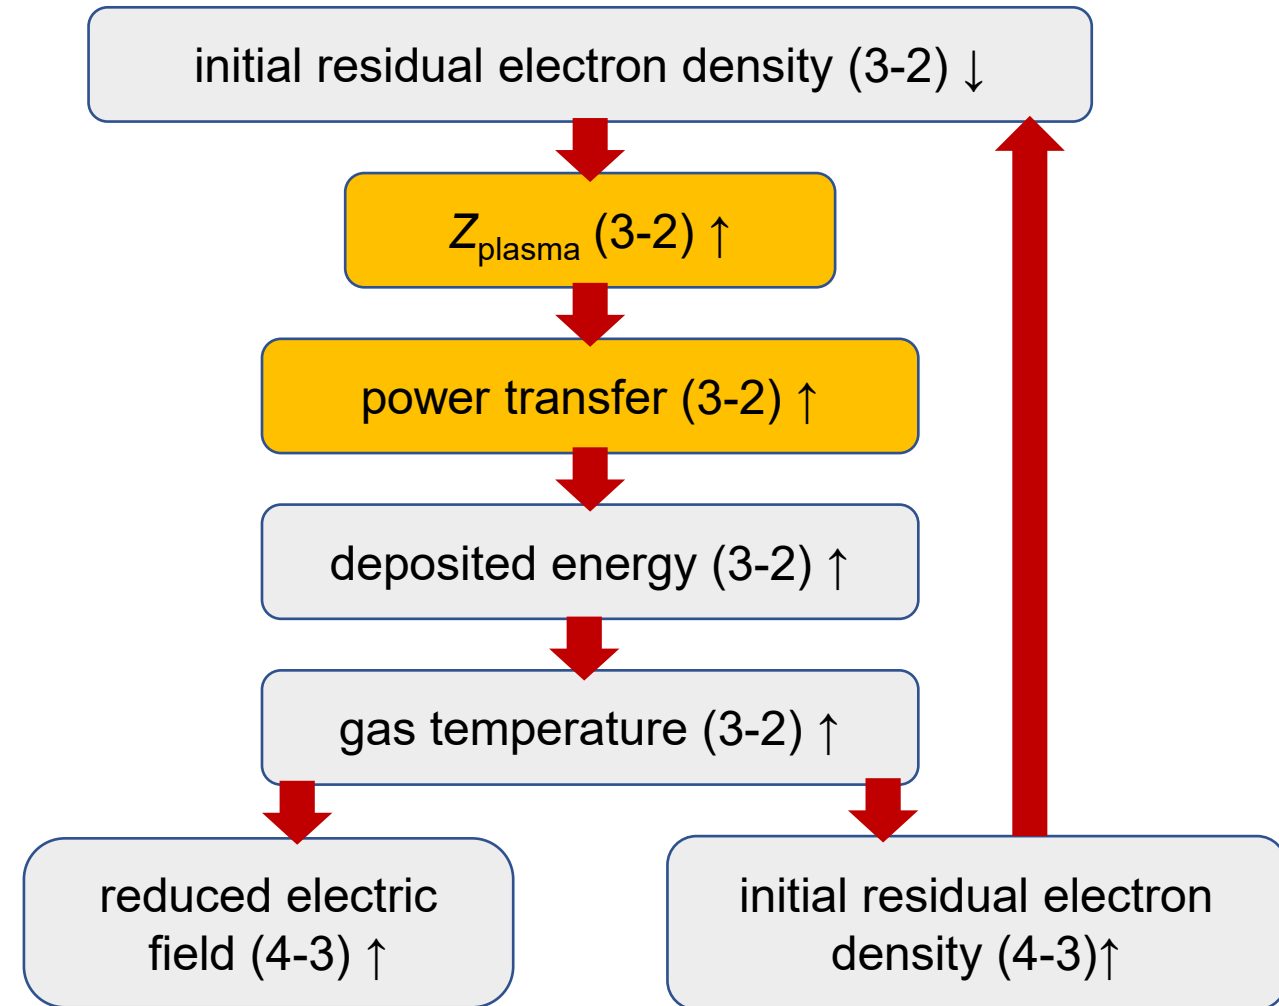 initial residual electron density (3-2) ↓
Zplasma (3-2) ↑
power transfer (3-2) ↑
deposited energy (3-2) ↑
gas temperature (3-2) ↑
reduced electric
field (4-3) ↑
initial residual electron
density (4-3)↑